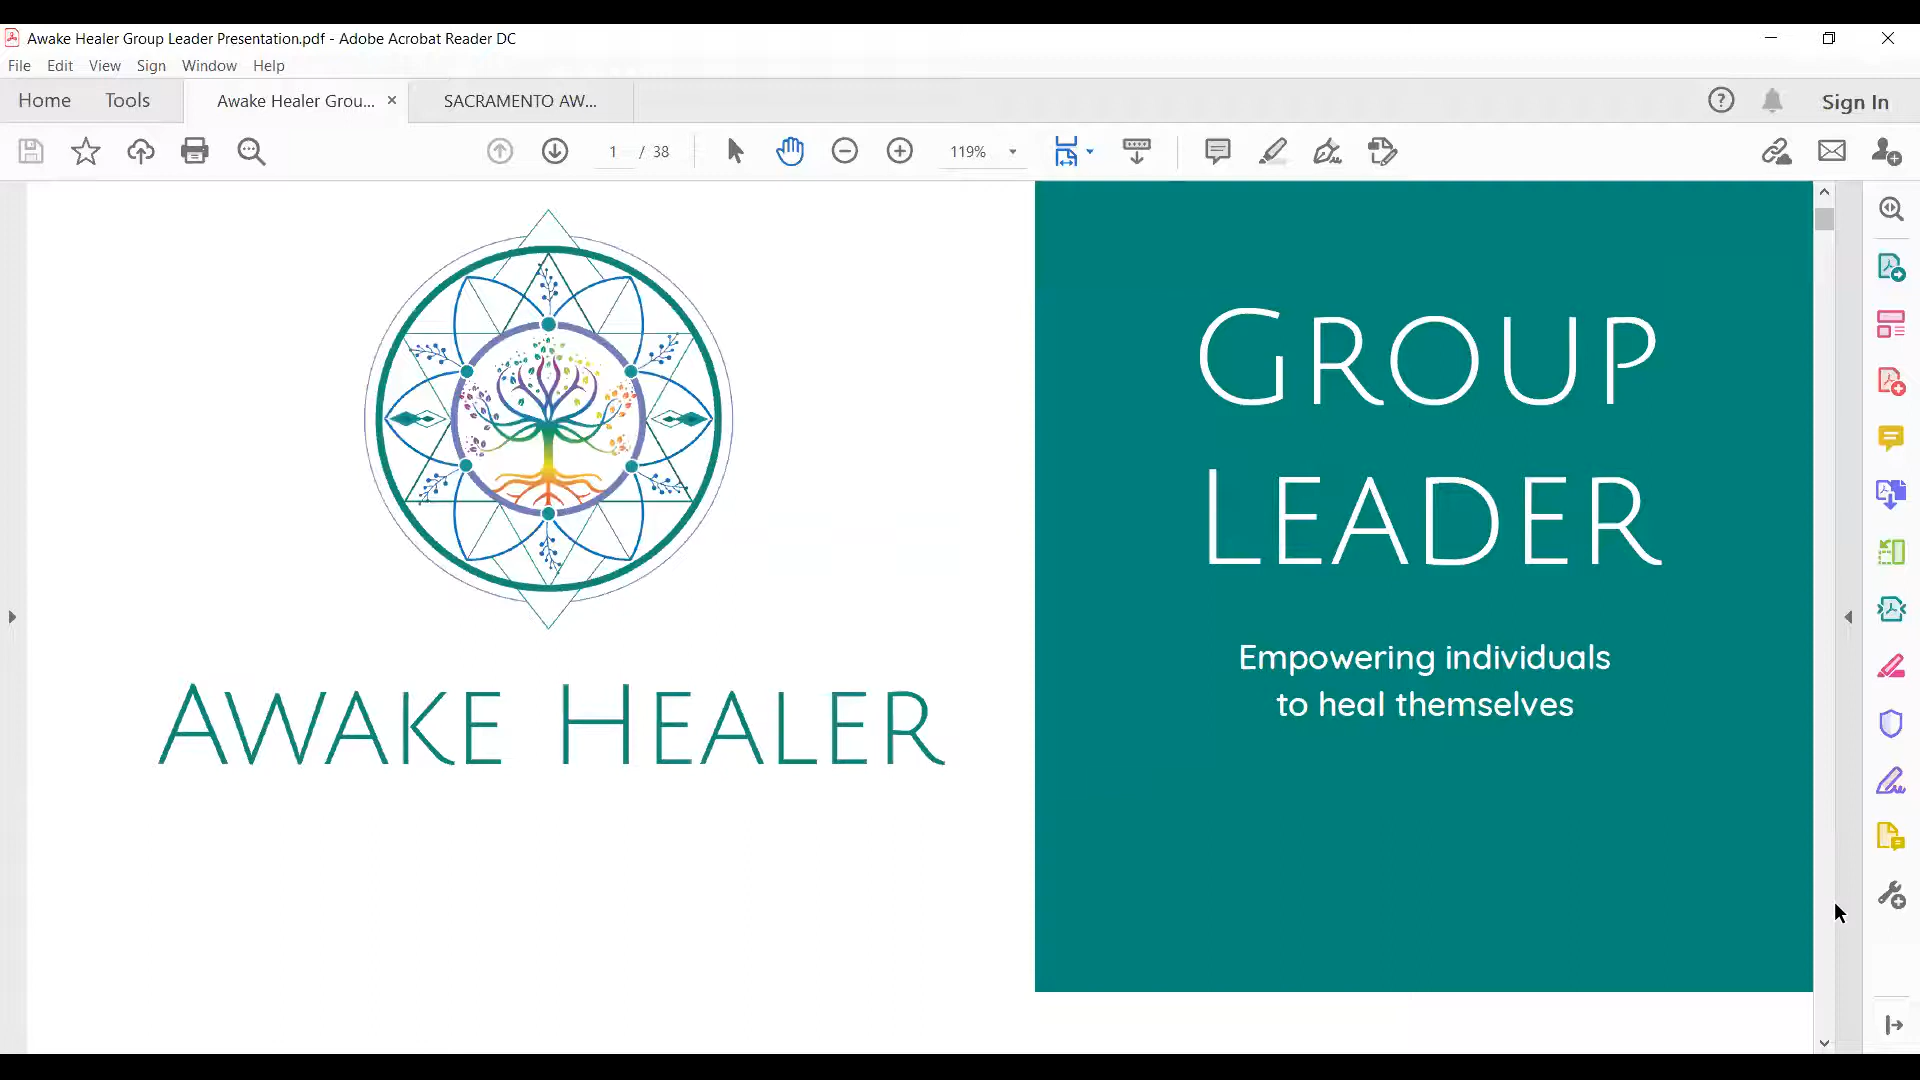 Awake Healer Group Leader Presentation.pdf - Adobe Acrobat Reader DC
File Edit View Sign Window Help
Home Tools Awake Healer Grou... × SACRAMENTO AW... Sign In
1 / 38 119%
GROUP
LEADER
Empowering individuals
to heal themselves
AWAKE HEALER